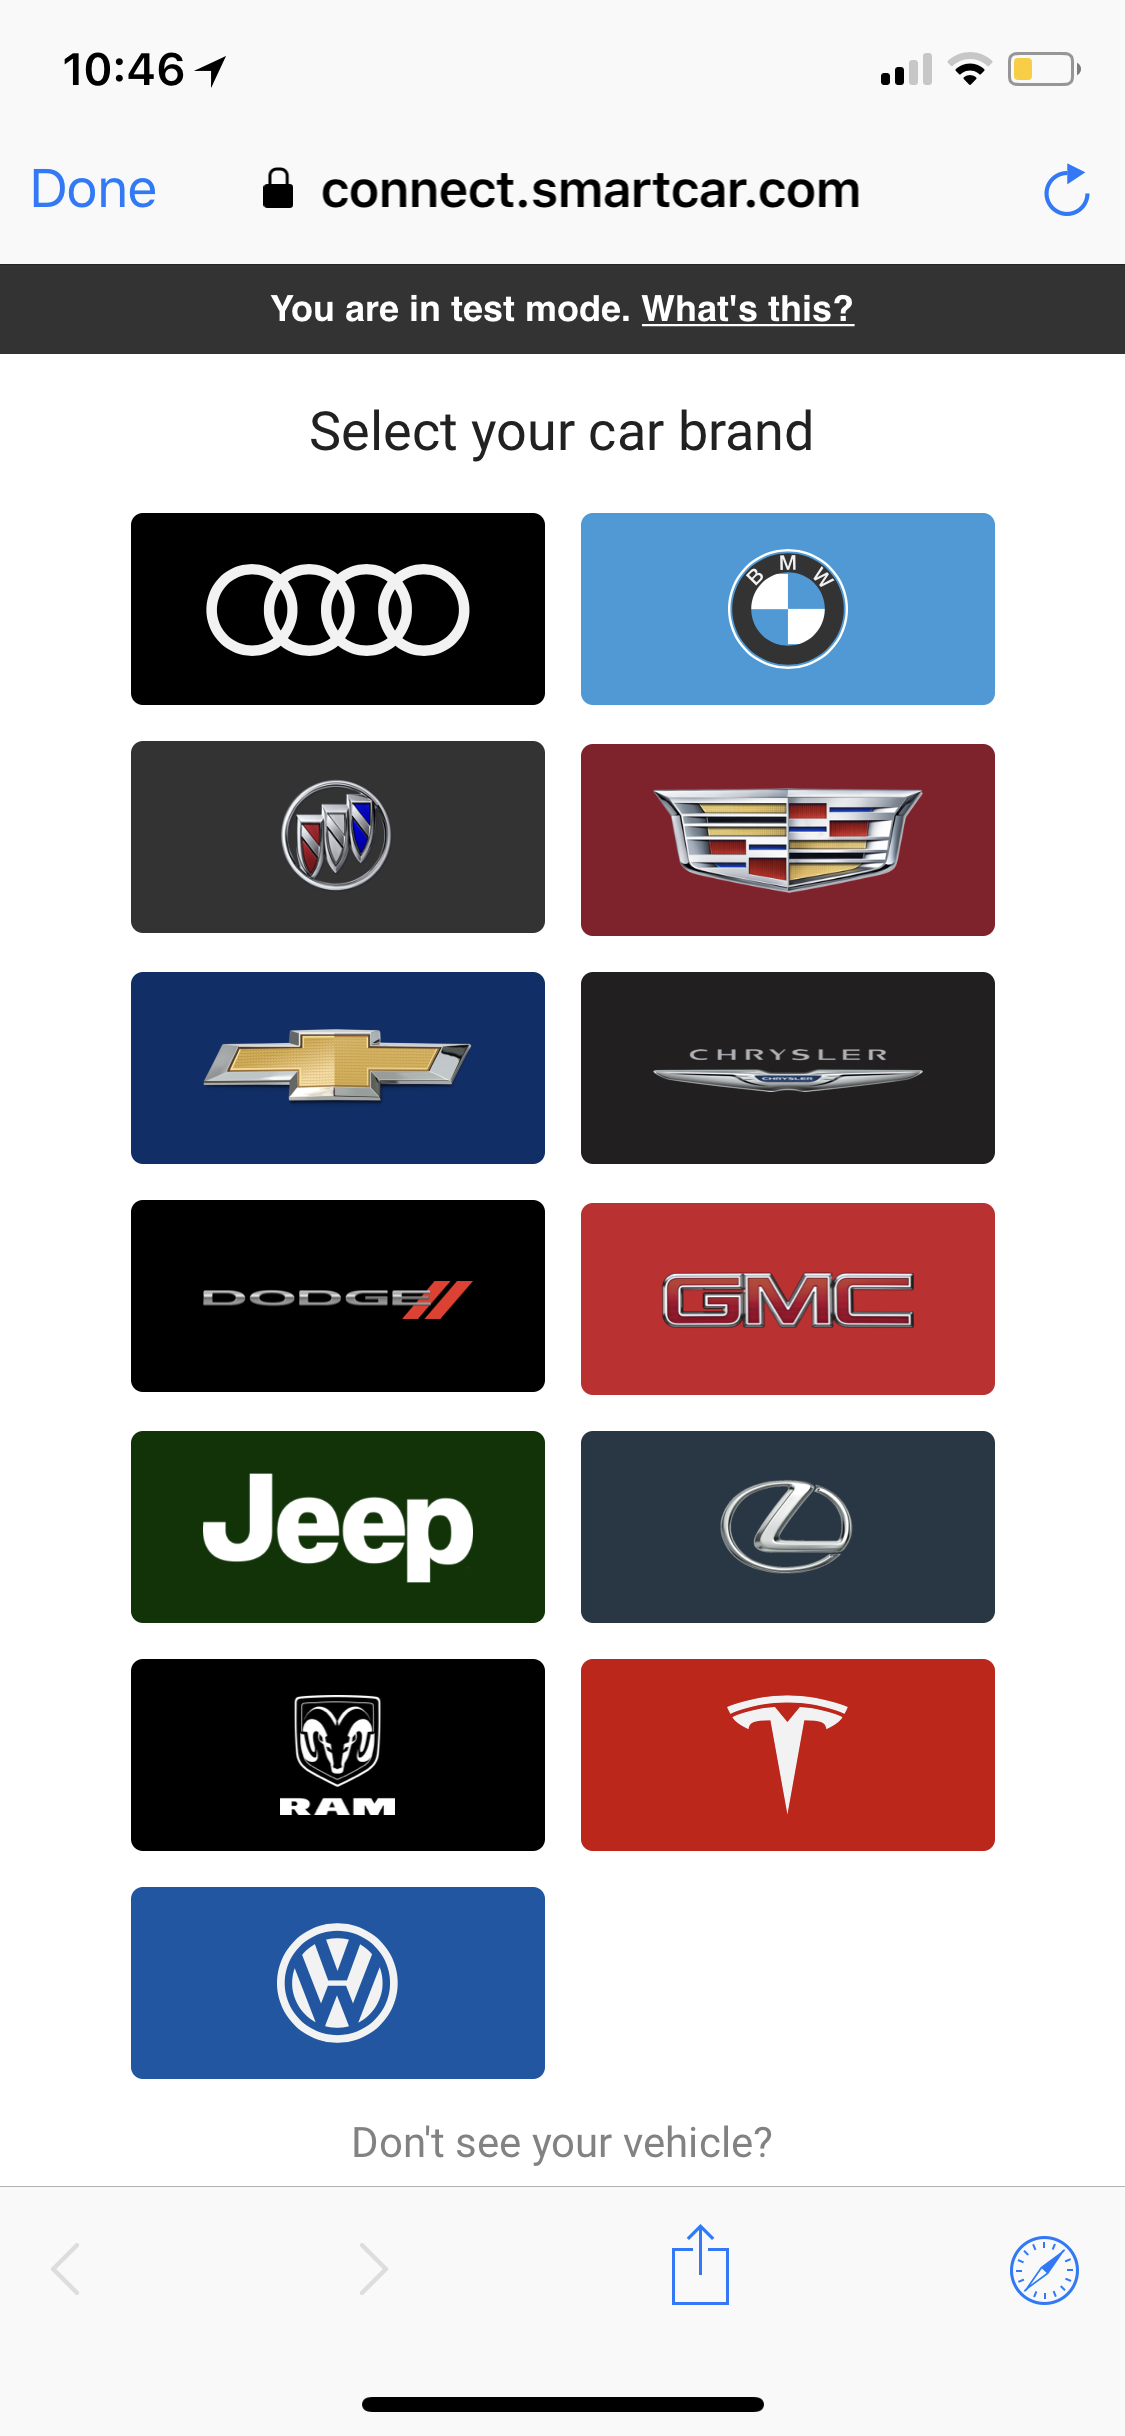 10:46
Done connect.smartcar.com
You are in test mode. What's this?
Select your car brand
BMW
CHRYSLER
CHRYSLER
DODGE
GMC
Jeep
RAM
Don't see your vehicle?